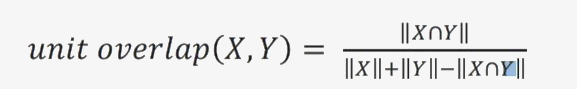 unit overlap(X, Y) = ‖X∩Y‖ / ‖X‖+‖Y‖−‖X∩Y‖